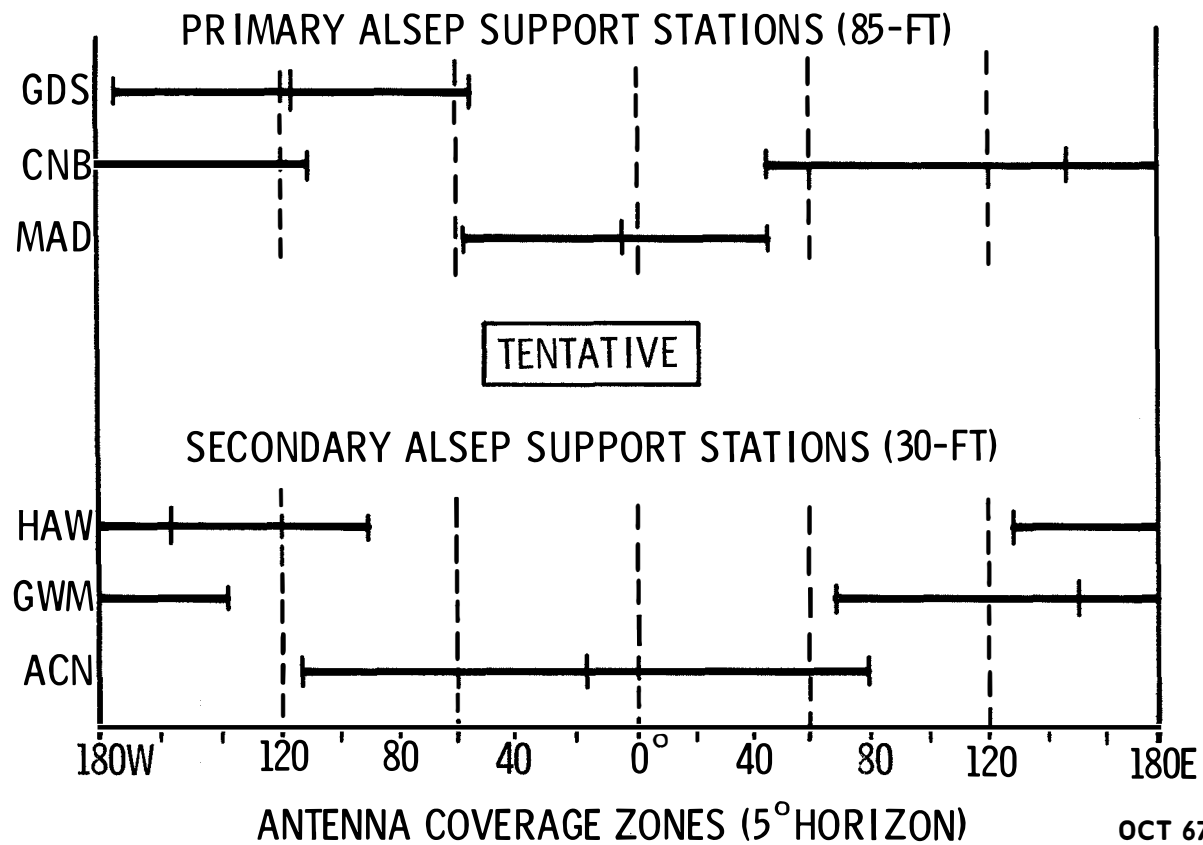 PRIMARY ALSEP SUPPORT STATIONS (85-FT)
GDS
CNB
MAD
TENTATIVE
SECONDARY ALSEP SUPPORT STATIONS (30-FT)
HAW
GWM
ACN
180W 120 80 40 0° 40 80 120 180E
ANTENNA COVERAGE ZONES (5° HORIZON)
OCT 67